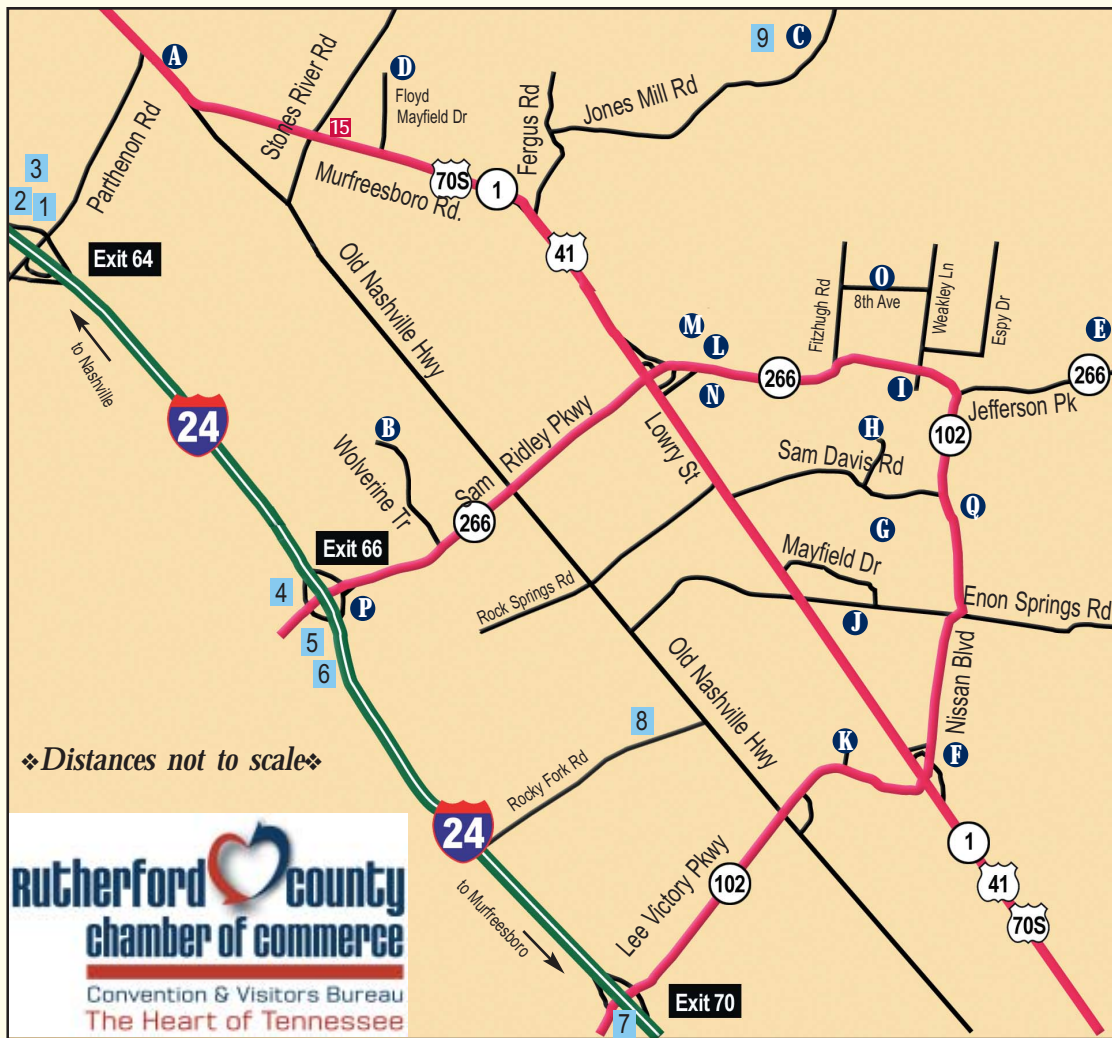 A
Stones River Rd
9
C
D
Floyd
Mayfield Dr
Fergus Rd
Jones Mill Rd
15
Parthenon Rd
3
2
1
Murfreesboro Rd.
70S
1
41
Exit 64
to Nashville
Old Nashville Hwy
Fitzhugh Rd
O
8th Ave
Weakley Ln
Espy Dr
E
M
L
N
266
266
I
Jefferson Pk
24
B
Wolverine Tr
Sam Ridley Pkwy
266
Lowry St
H
Sam Davis Rd
102
Q
G
Exit 66
4
P
5
6
Rock Springs Rd
Mayfield Dr
J
Enon Springs Rd
Old Nashville Hwy
Nissan Blvd
8
K
F
❖Distances not to scale❖
Rocky Fork Rd
24
1
41
70S
to Murfreesboro
Lee Victory Pkwy
102
Exit 70
7
Rutherford County
chamber of commerce
Convention & Visitors Bureau
The Heart of Tennessee